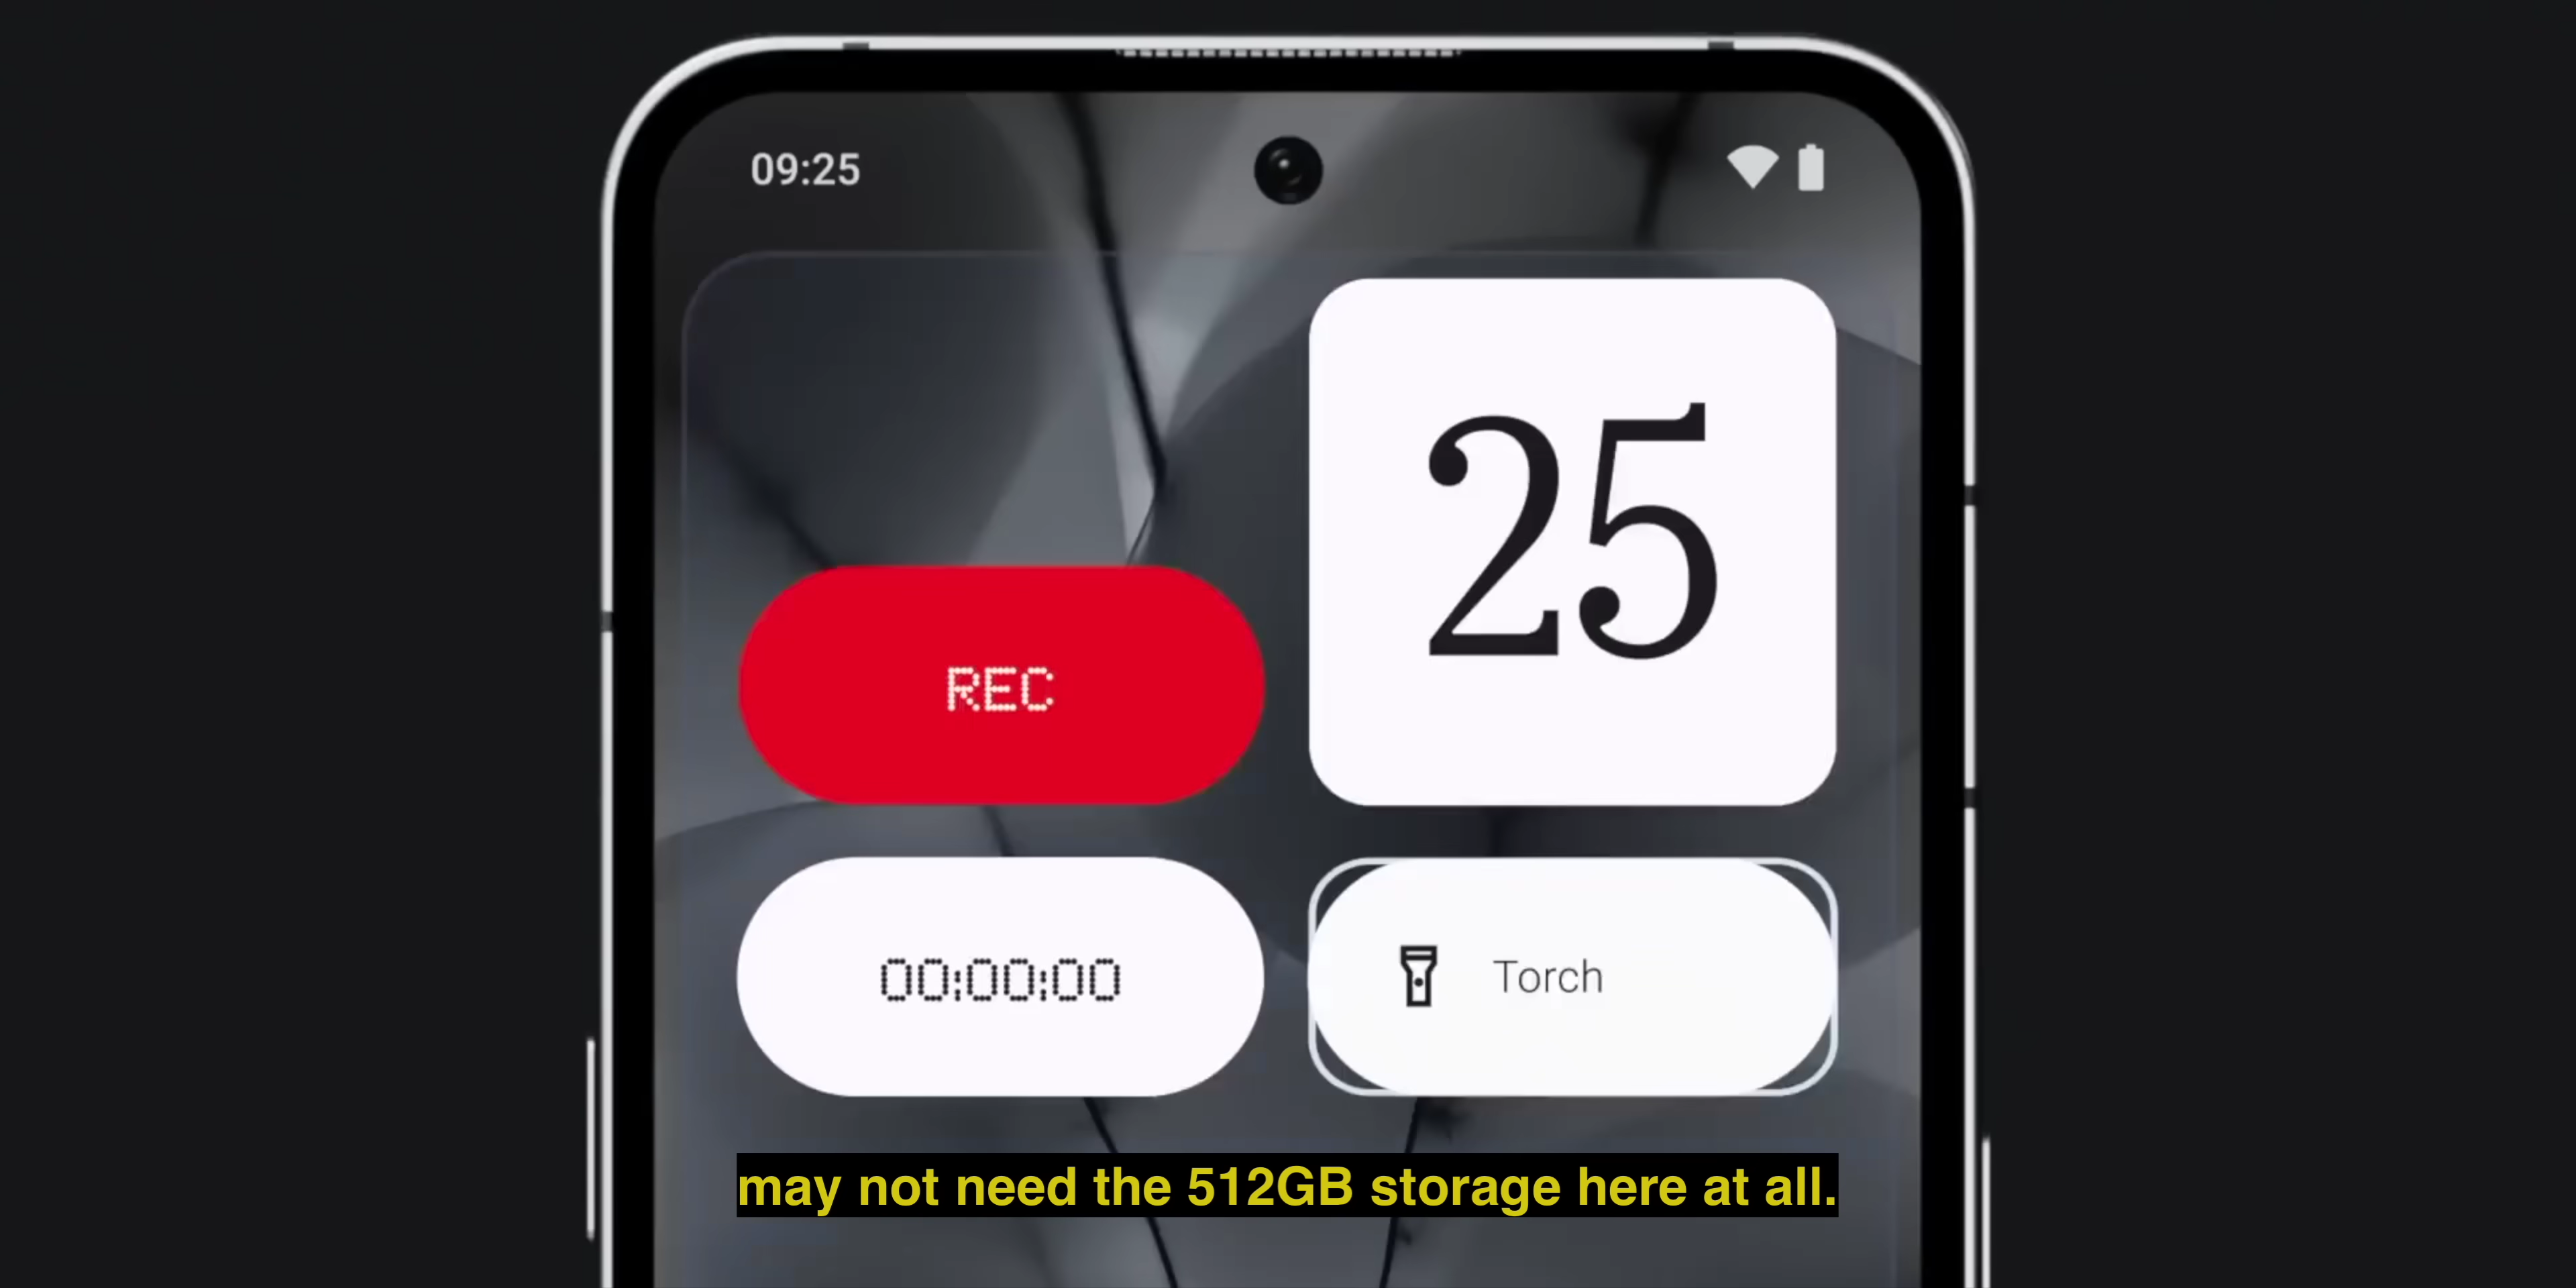 09:25
25
REC
00:00:00
Torch
may not need the 512GB storage here at all.